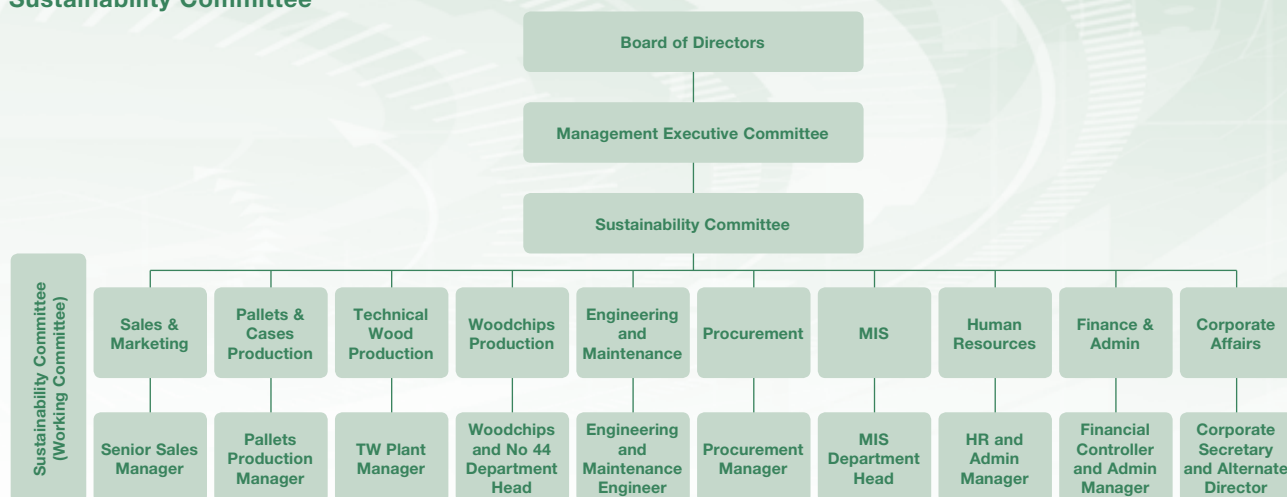 Sustainability Committee
Board of Directors
Management Executive Committee
Sustainability Committee
Sustainability Committee
(Working Committee)
Sales &
Marketing
Pallets &
Cases
Production
Technical
Wood
Production
Woodchips
Production
Engineering
and
Maintenance
Procurement
MIS
Human
Resources
Finance &
Admin
Corporate
Affairs
Senior Sales
Manager
Pallets
Production
Manager
TW Plant
Manager
Woodchips
and No 44
Department
Head
Engineering
and
Maintenance
Engineer
Procurement
Manager
MIS
Department
Head
HR and
Admin
Manager
Financial
Controller
and Admin
Manager
Corporate
Secretary
and Alternate
Director